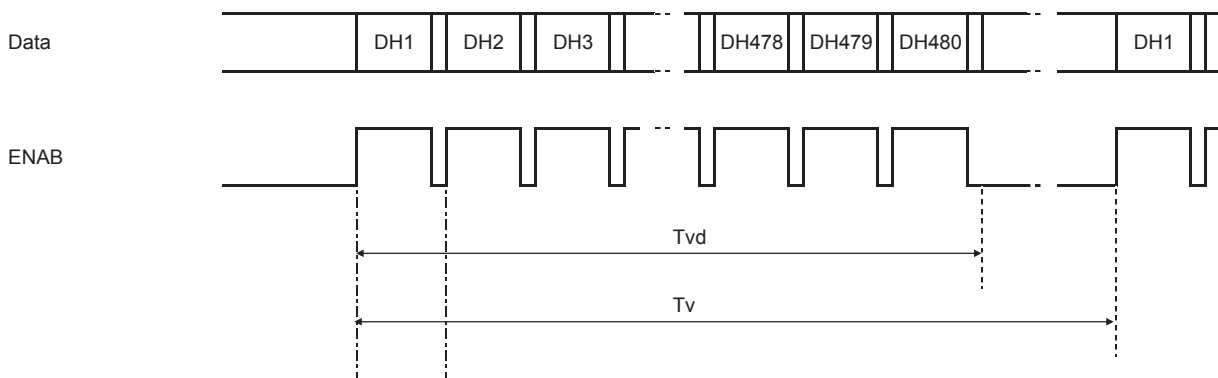 Data
DH1 DH2 DH3 DH478 DH479 DH480 DH1
ENAB
Tvd
Tv